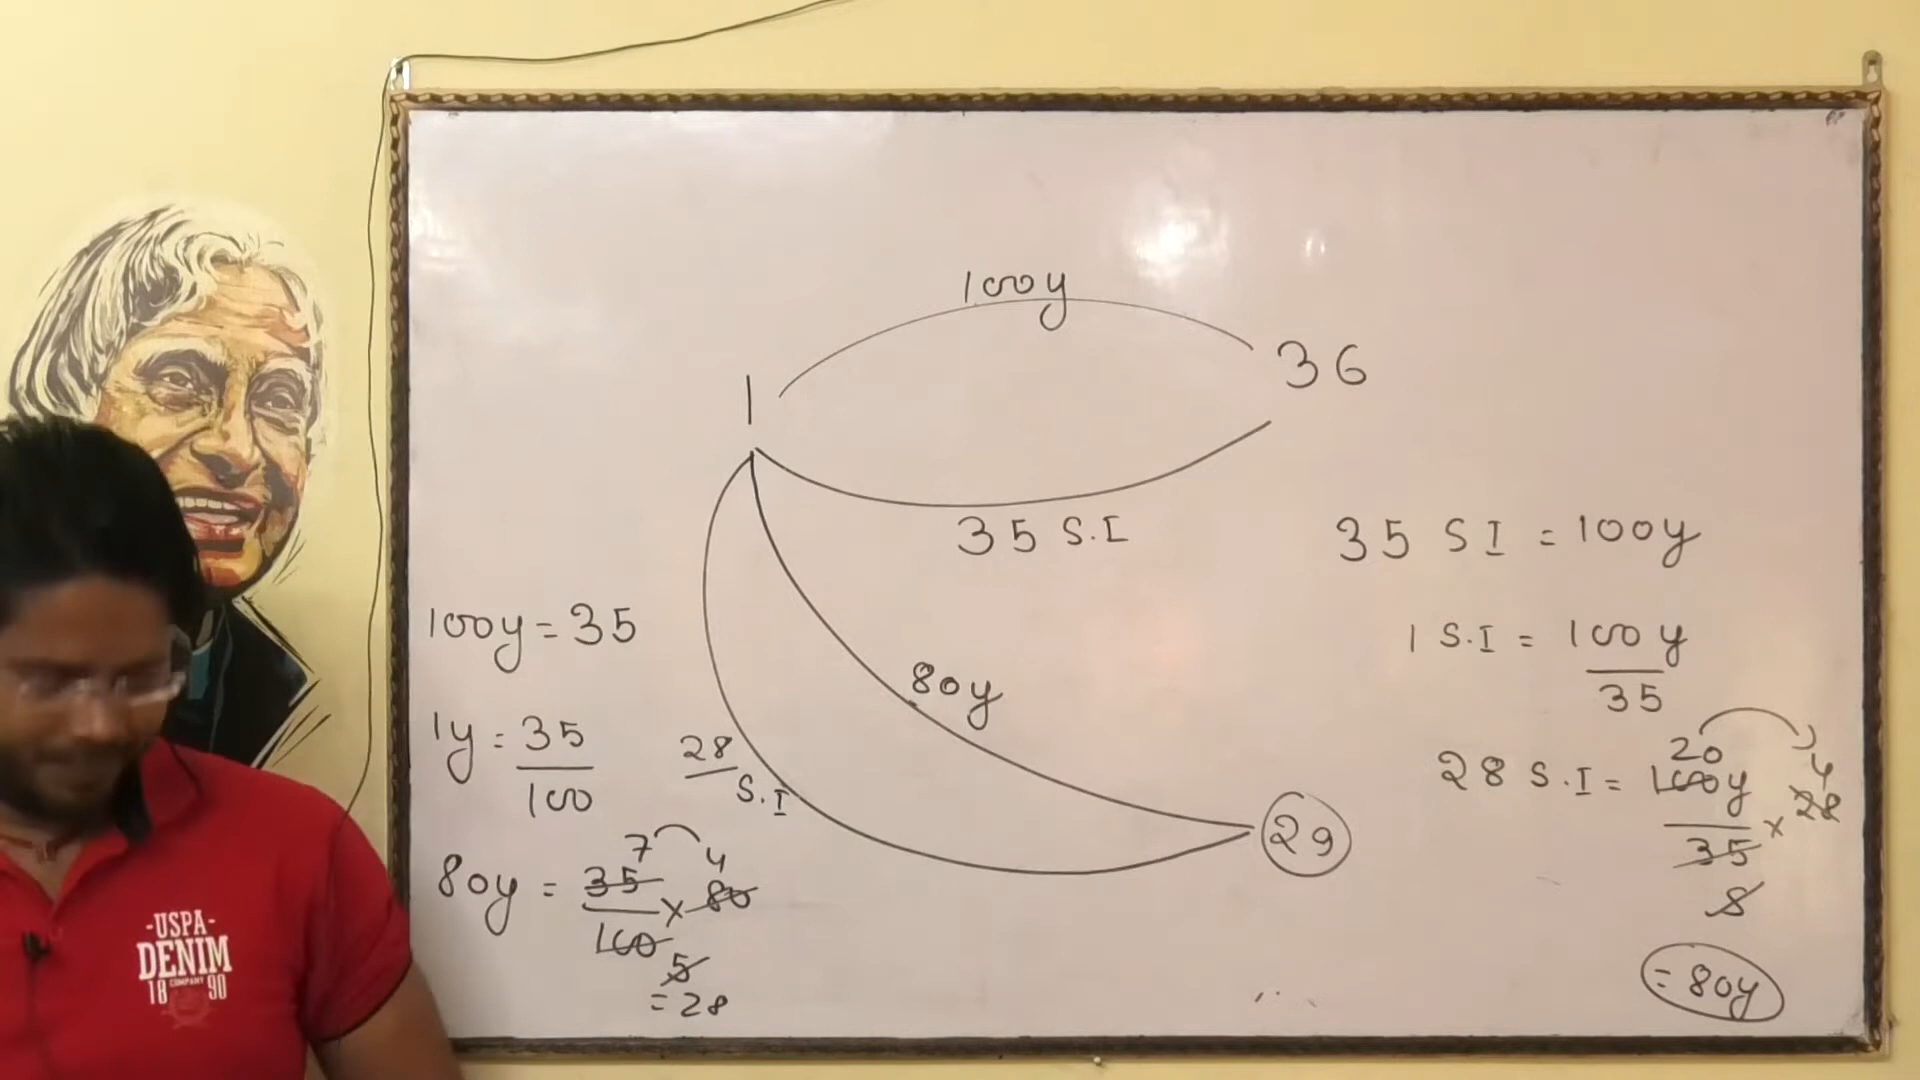 100y
1
36
35 S.I
100y = 35
1y = 35
100
80y = 35 × 80
100
7 4
5
= 28
28
S.I
80y
29
35 SI = 100y
1 S.I = 100y
35
20 4
28 S.I = 100y × 28
35
= 80y
-USPA-
DENIM
18 COMPANY 90